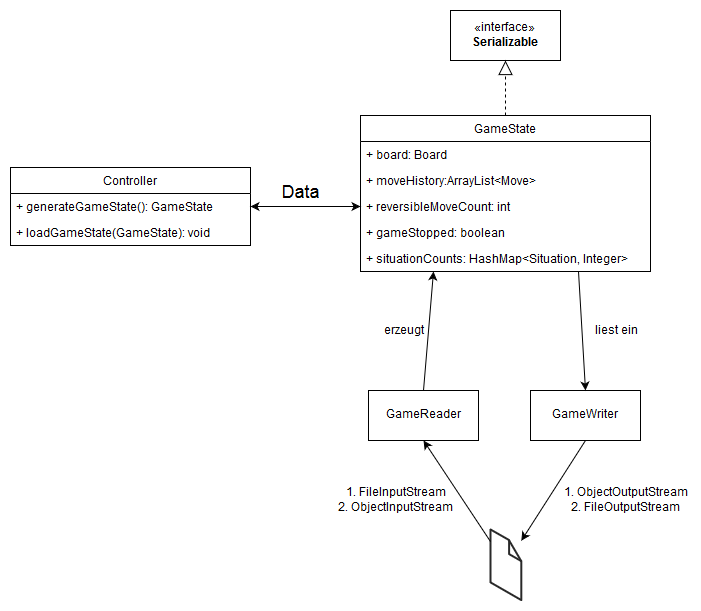 «interface»
Serializable
GameState
+ board: Board
+ moveHistory:ArrayList<Move>
+ reversibleMoveCount: int
+ gameStopped: boolean
+ situationCounts: HashMap<Situation, Integer>
Controller
+ generateGameState(): GameState
+ loadGameState(GameState): void
Data
erzeugt
liest ein
GameReader
GameWriter
1. FileInputStream
2. ObjectInputStream
1. ObjectOutputStream
2. FileOutputStream